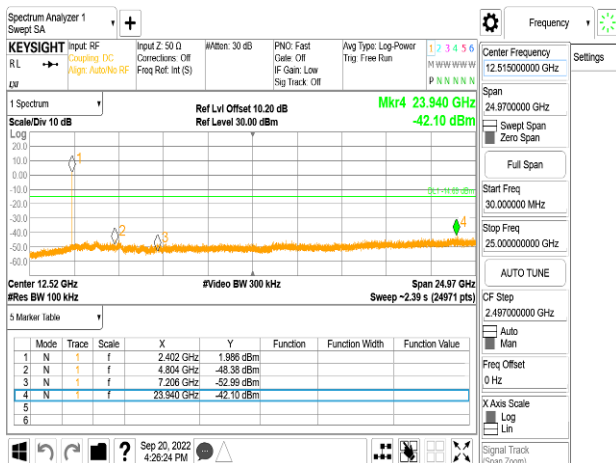 Spectrum Analyzer 1
Swept SA
Frequency
Settings
KEYSIGHT
RL
LXI
Input: RF
Coupling: DC
Align: Auto/No RF
Input Z: 50 Ω
Corrections: Off
Freq Ref: Int (S)
#Atten: 30 dB
PNO: Fast
Gate: Off
IF Gain: Low
Sig Track: Off
Avg Type: Log-Power
Trig: Free Run
1 2 3 4 5 6
M W W W W W
P N N N N N
1 Spectrum
Scale/Div 10 dB
Log
Ref Lvl Offset 10.20 dB
Ref Level 30.00 dBm
Mkr4 23.940 GHz
-42.10 dBm
20.0
10.0
0.00
-10.0
-20.0
-30.0
-40.0
-50.0
-60.0
1
2
3
4
Center 12.52 GHz
#Res BW 100 kHz
#Video BW 300 kHz
Span 24.97 GHz
Sweep ~2.39 s (24971 pts)
5 Marker Table
Mode Trace Scale X Y Function Function Width Function Value
1 N 1 f 2.402 GHz 1.986 dBm
2 N 1 f 4.804 GHz -48.38 dBm
3 N 1 f 7.206 GHz -52.99 dBm
4 N 1 f 23.940 GHz -42.10 dBm
5
6
Sep 20, 2022
4:26:24 PM
Center Frequency
12.515000000 GHz
Span
24.9700000 GHz
Swept Span
Zero Span
Full Span
Start Freq
30.000000 MHz
Stop Freq
25.000000000 GHz
AUTO TUNE
CF Step
2.497000000 GHz
Auto
Man
Freq Offset
0 Hz
X Axis Scale
Log
Lin
Signal Track
(Span Zoom)